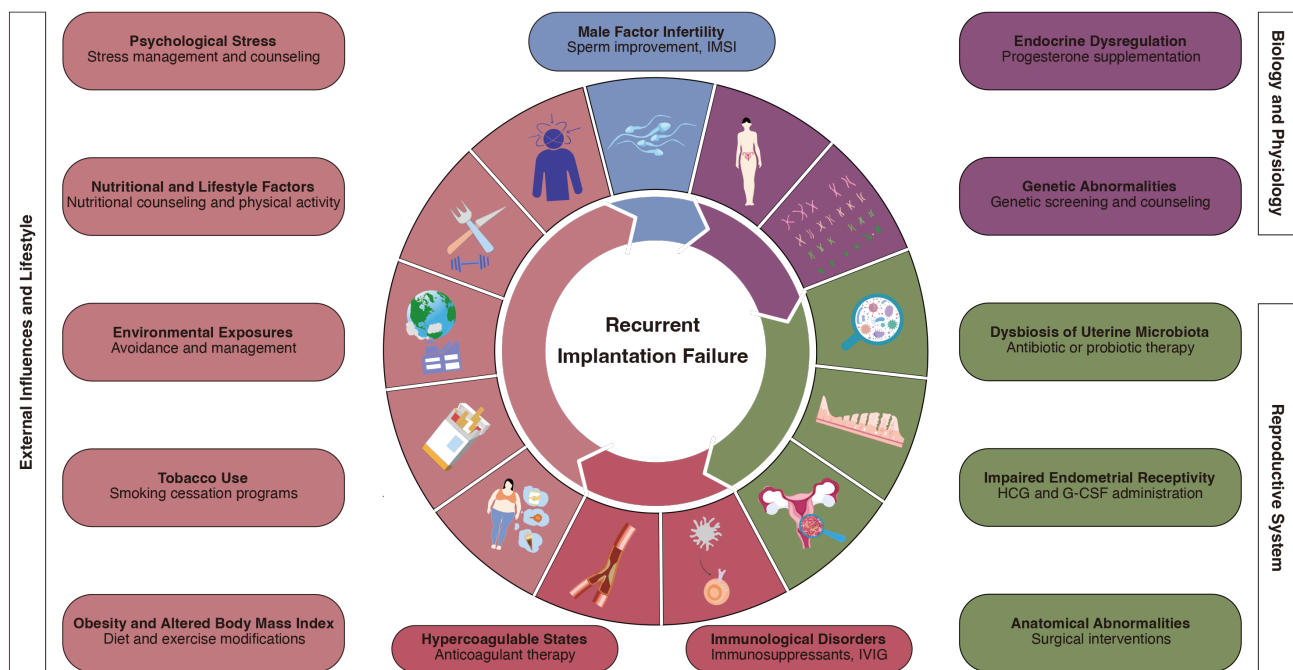 External Influences and Lifestyle
Psychological Stress
Stress management and counseling
Nutritional and Lifestyle Factors
Nutritional counseling and physical activity
Environmental Exposures
Avoidance and management
Tobacco Use
Smoking cessation programs
Obesity and Altered Body Mass Index
Diet and exercise modifications
Male Factor Infertility
Sperm improvement, IMSI
Recurrent
Implantation Failure
Hypercoagulable States
Anticoagulant therapy
Immunological Disorders
Immunosuppressants, IVIG
Endocrine Dysregulation
Progesterone supplementation
Genetic Abnormalities
Genetic screening and counseling
Dysbiosis of Uterine Microbiota
Antibiotic or probiotic therapy
Impaired Endometrial Receptivity
HCG and G-CSF administration
Anatomical Abnormalities
Surgical interventions
Biology and Physiology
Reproductive System